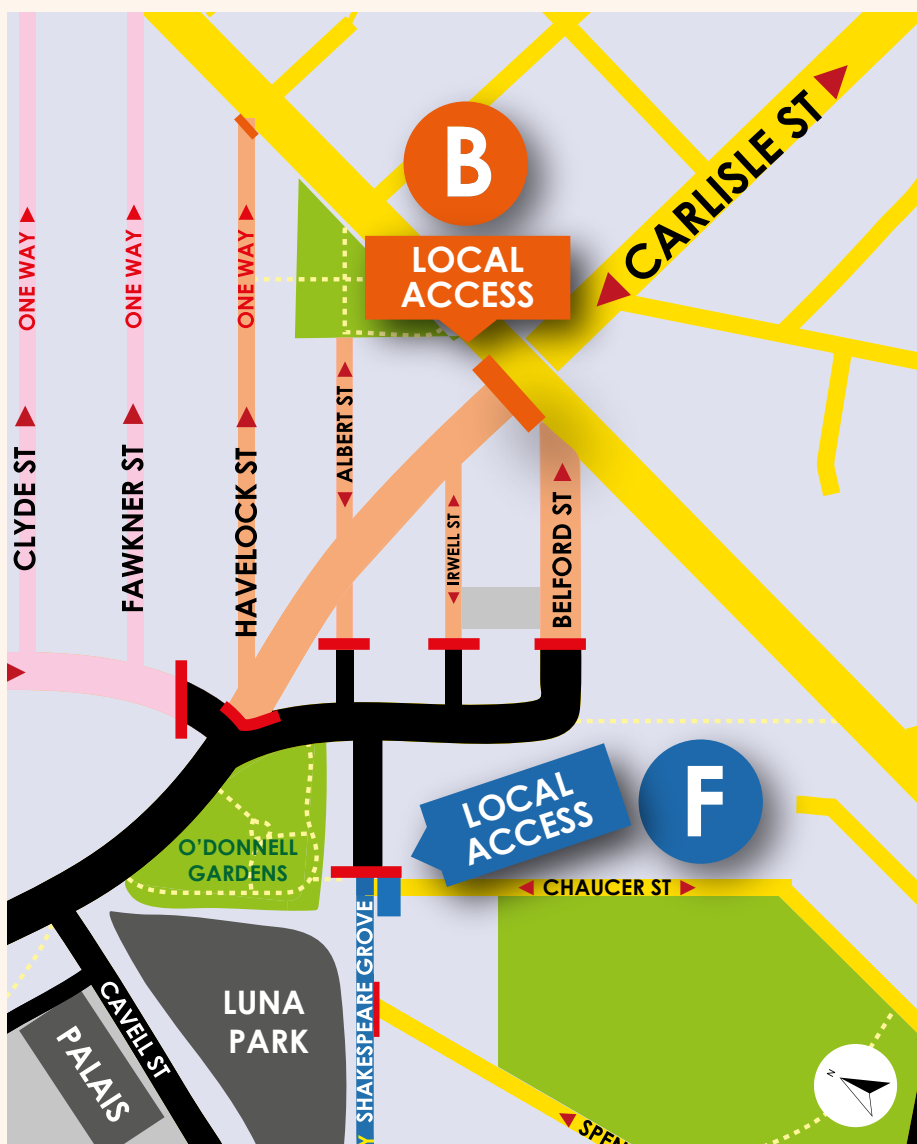 B
LOCAL
ACCESS
CARLISLE ST
ONE WAY
ONE WAY
ONE WAY
CLYDE ST
FAWKNER ST
HAVELOCK ST
ALBERT ST
IRWELL ST
BELFORD ST
LOCAL
ACCESS
F
O'DONNELL
GARDENS
CHAUCER ST
SHAKESPEARE GROVE
LUNA
PARK
CAVELL ST
PALAIS
N